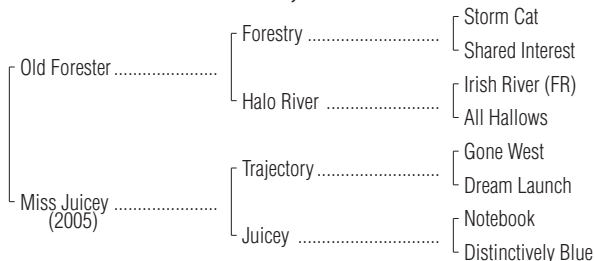 Storm Cat
Forestry ....................................
Shared Interest
Old Forester ............................
Irish River (FR)
Halo River ...............................
All Hallows
Gone West
Trajectory .................................
Dream Launch
Miss Juicey ............................
(2005)
Notebook
Juicey ......................................
Distinctively Blue